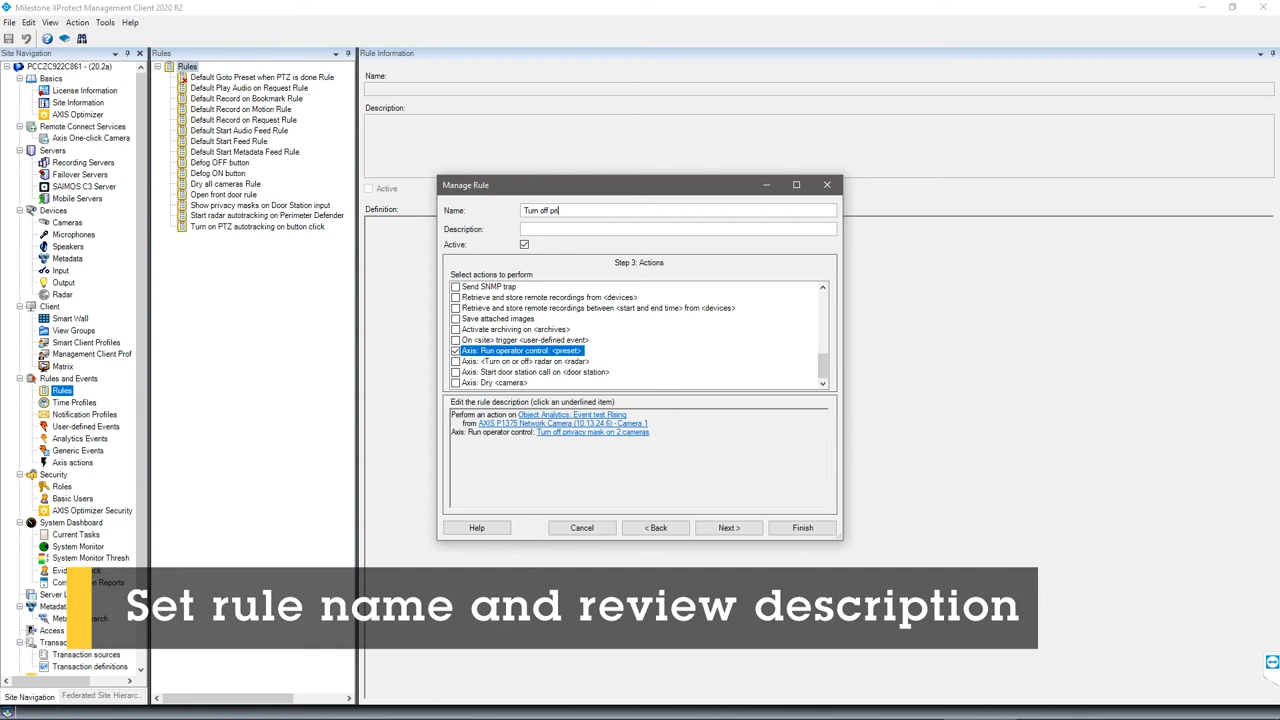 Milestone XProtect Management Client 2020 R2
File Edit View Action Tools Help
Site Navigation
PCCZC922C861 - (20.2a)
Basics
License Information
Site Information
AXIS Optimizer
Remote Connect Services
Axis One-click Camera
Servers
Recording Servers
Failover Servers
SAIMOS C3 Server
Mobile Servers
Devices
Cameras
Microphones
Speakers
Metadata
Input
Output
Radar
Client
Smart Wall
View Groups
Smart Client Profiles
Management Client Prof
Matrix
Rules and Events
Rules
Time Profiles
Notification Profiles
User-defined Events
Analytics Events
Generic Events
Axis actions
Security
Roles
Basic Users
AXIS Optimizer Security
System Dashboard
Current Tasks
System Monitor
System Monitor Thresh
Server L
Access
Transac
Transaction sources
Transaction definitions
Site Navigation Federated Site Hierarc...
Rules
Rules
Default Goto Preset when PTZ is done Rule
Default Play Audio on Request Rule
Default Record on Bookmark Rule
Default Record on Motion Rule
Default Record on Request Rule
Default Start Audio Feed Rule
Default Start Feed Rule
Default Start Metadata Feed Rule
Defog OFF button
Defog ON button
Dry all cameras Rule
Open front door rule
Show privacy masks on Door Station input
Start radar autotracking on Perimeter Defender
Turn on PTZ autotracking on button click
Rule Information
Name:
Description:
Active
Definition:
Manage Rule
Name: Turn off pri
Description:
Active:
Step 3: Actions
Select actions to perform
Send SNMP trap
Retrieve and store remote recordings from <devices>
Retrieve and store remote recordings between <start and end time> from <devices>
Save attached images
Activate archiving on <archives>
On <site> trigger <user-defined event>
Axis: Run operator control: <preset>
Axis: <Turn on or off> radar on <radar>
Axis: Start door station call on <door station>
Axis: Dry <camera>
Edit the rule description (click an underlined item)
Perform an action on Object Analytics: Event test Rising
from AXIS P1375 Network Camera (10.13.24.6) - Camera 1
Axis: Run operator control: Turn off privacy mask on 2 cameras
Help Cancel < Back Next > Finish
Set rule name and review description